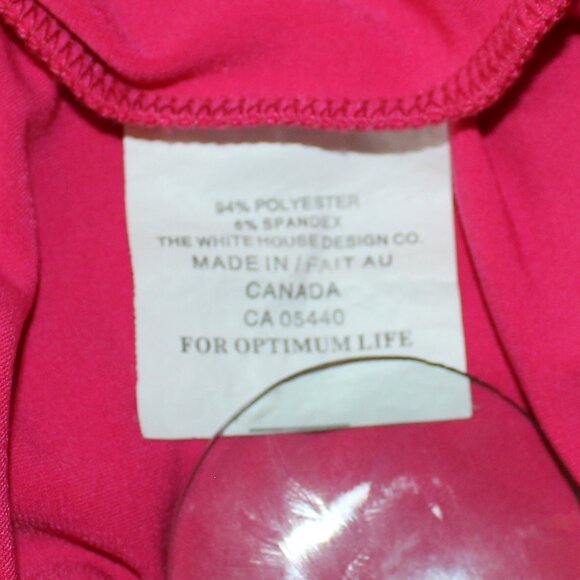 94% POLYESTER
6% SPANDEX
THE WHITE HOUSE DESIGN CO.
MADE IN / FAIT AU
CANADA
CA 05440
FOR OPTIMUM LIFE